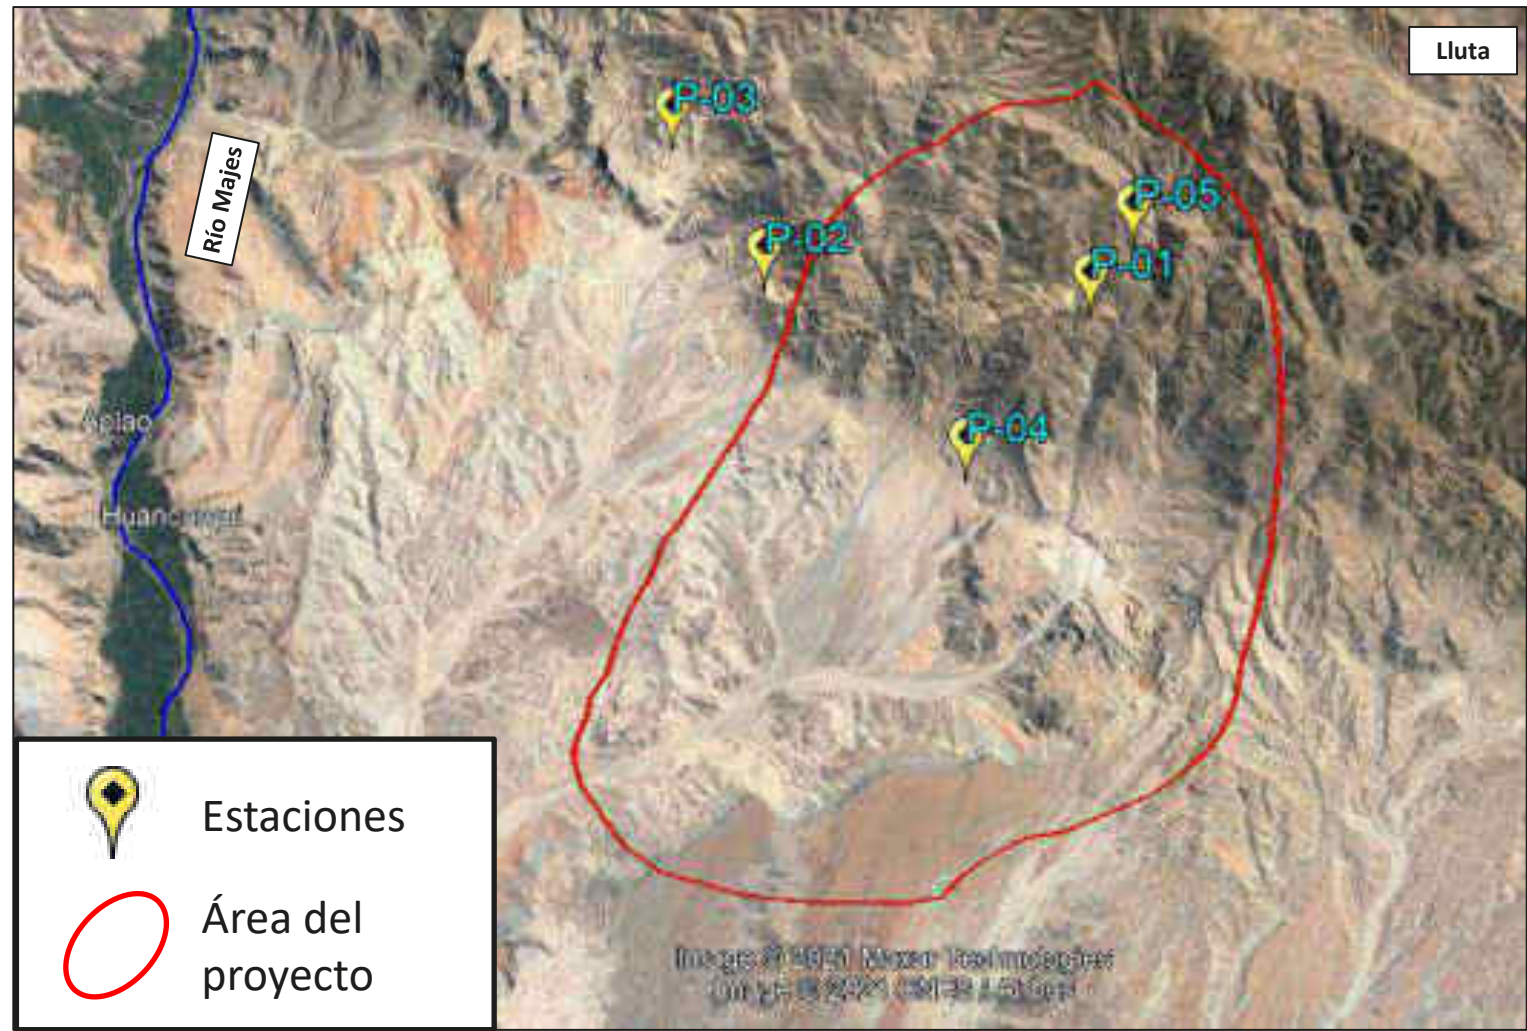 Lluta
P-03
Río Majes
P-05
P-02
P-01
Aplao
P-04
Estaciones
Área del
proyecto